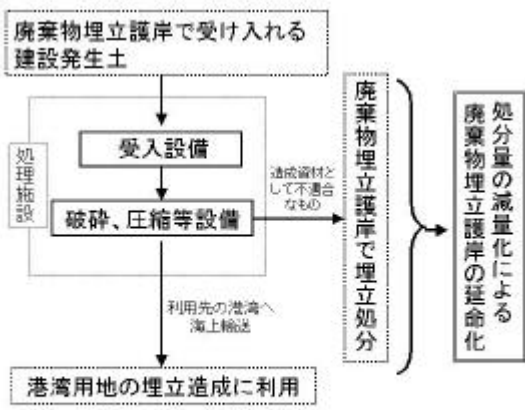 廃棄物埋立護岸で受け入れる
建設発生土
処理施設
受入設備
破砕、圧縮等設備
造成資材と
して不適合
なもの
利用先の港湾へ
海上輸送
港湾用地の埋立造成に利用
廃棄物埋立護岸で埋立処分
処分量の減量化による
廃棄物埋立護岸の延命化